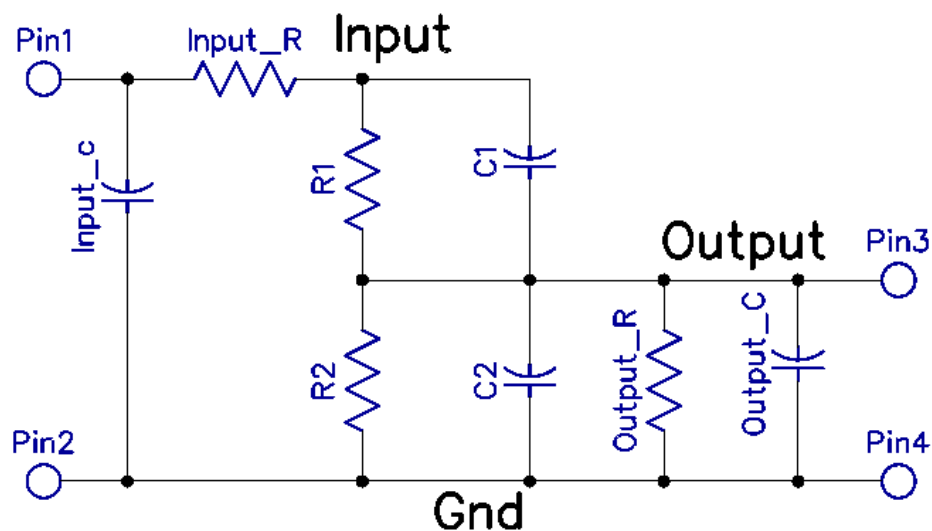 Pin1
Input_R
Input
Input_c
R1
C1
Output
Pin3
R2
C2
Output_R
Output_C
Pin2
Pin4
Gnd